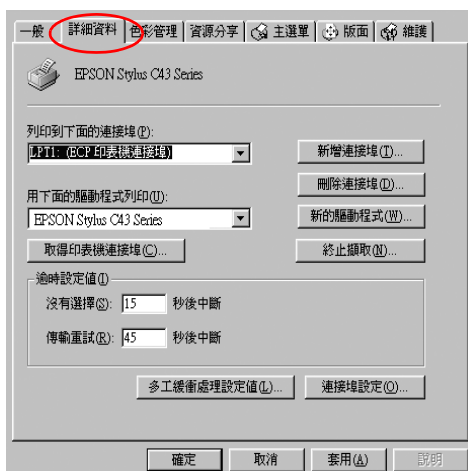 一般 詳細資料 色彩管理 資源分享 主選單 版面 維護
EPSON Stylus C43 Series
列印到下面的連接埠(P):
LPT1: (ECP 印表機連接埠)
新增連接埠(T)...
刪除連接埠(D)...
用下面的驅動程式列印(U):
EPSON Stylus C43 Series
新的驅動程式(W)...
取得印表機連接埠(C)...
終止擷取(N)...
逾時設定值(I)
沒有選擇(S): 15 秒後中斷
傳輸重試(R): 45 秒後中斷
多工緩衝處理設定值(L)...
連接埠設定(O)...
確定 取消 套用(A) 說明